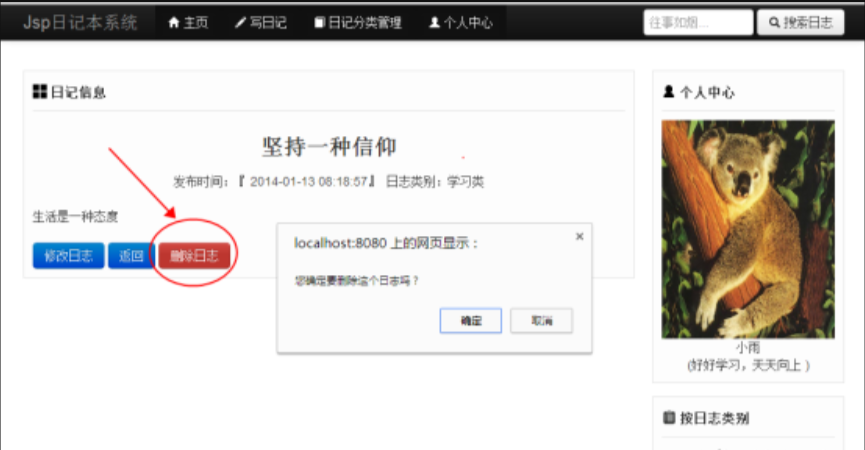 Jsp日记本系统 主页 写日记 日记分类管理 个人中心 往事如烟... 搜索日志
日记信息
坚持一种信仰
发布时间：『 2014-01-13 08:18:57』 日志类别：学习类
生活是一种态度
修改日志 返回 删除日志
localhost:8080 上的网页显示：
您确定要删除这个日志吗？
确定 取消
个人中心
小雨
(好好学习，天天向上 )
按日志类别